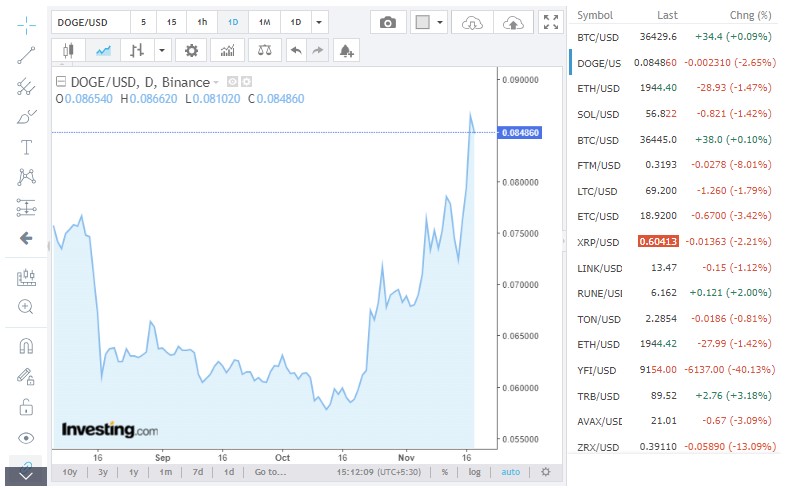 DOGE/USD 5 15 1h 1D 1M 1D
DOGE/USD, D, Binance
O0.086540 H0.086620 L0.081020 C0.084860
0.090000
0.084860
0.080000
0.075000
0.070000
0.065000
0.060000
0.055000
Investing.com
16 Sep 16 Oct 16 Nov 16
10y 3y 1y 1m 7d 1d Go to... 15:12:09 (UTC+5:30) % log auto
Symbol Last Chng (%)
BTC/USD 36429.6 +34.4 (+0.09%)
DOGE/US 0.084860 -0.002310 (-2.65%)
ETH/USD 1944.40 -28.93 (-1.47%)
SOL/USD 56.822 -0.821 (-1.42%)
BTC/USD 36445.0 +38.0 (+0.10%)
FTM/USD 0.3193 -0.0278 (-8.01%)
LTC/USD 69.200 -1.260 (-1.79%)
ETC/USD 18.9200 -0.6700 (-3.42%)
XRP/USD 0.60413 -0.01363 (-2.21%)
LINK/USD 13.47 -0.15 (-1.12%)
RUNE/USI 6.162 +0.121 (+2.00%)
TON/USD 2.2854 -0.0186 (-0.81%)
ETH/USD 1944.42 -27.99 (-1.42%)
YFI/USD 9154.00 -6137.00 (-40.13%)
TRB/USD 89.52 +2.76 (+3.18%)
AVAX/USI 21.01 -0.67 (-3.09%)
ZRX/USD 0.39110 -0.05890 (-13.09%)